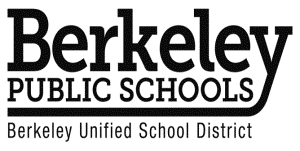 Berkeley
PUBLIC SCHOOLS
Berkeley Unified School District